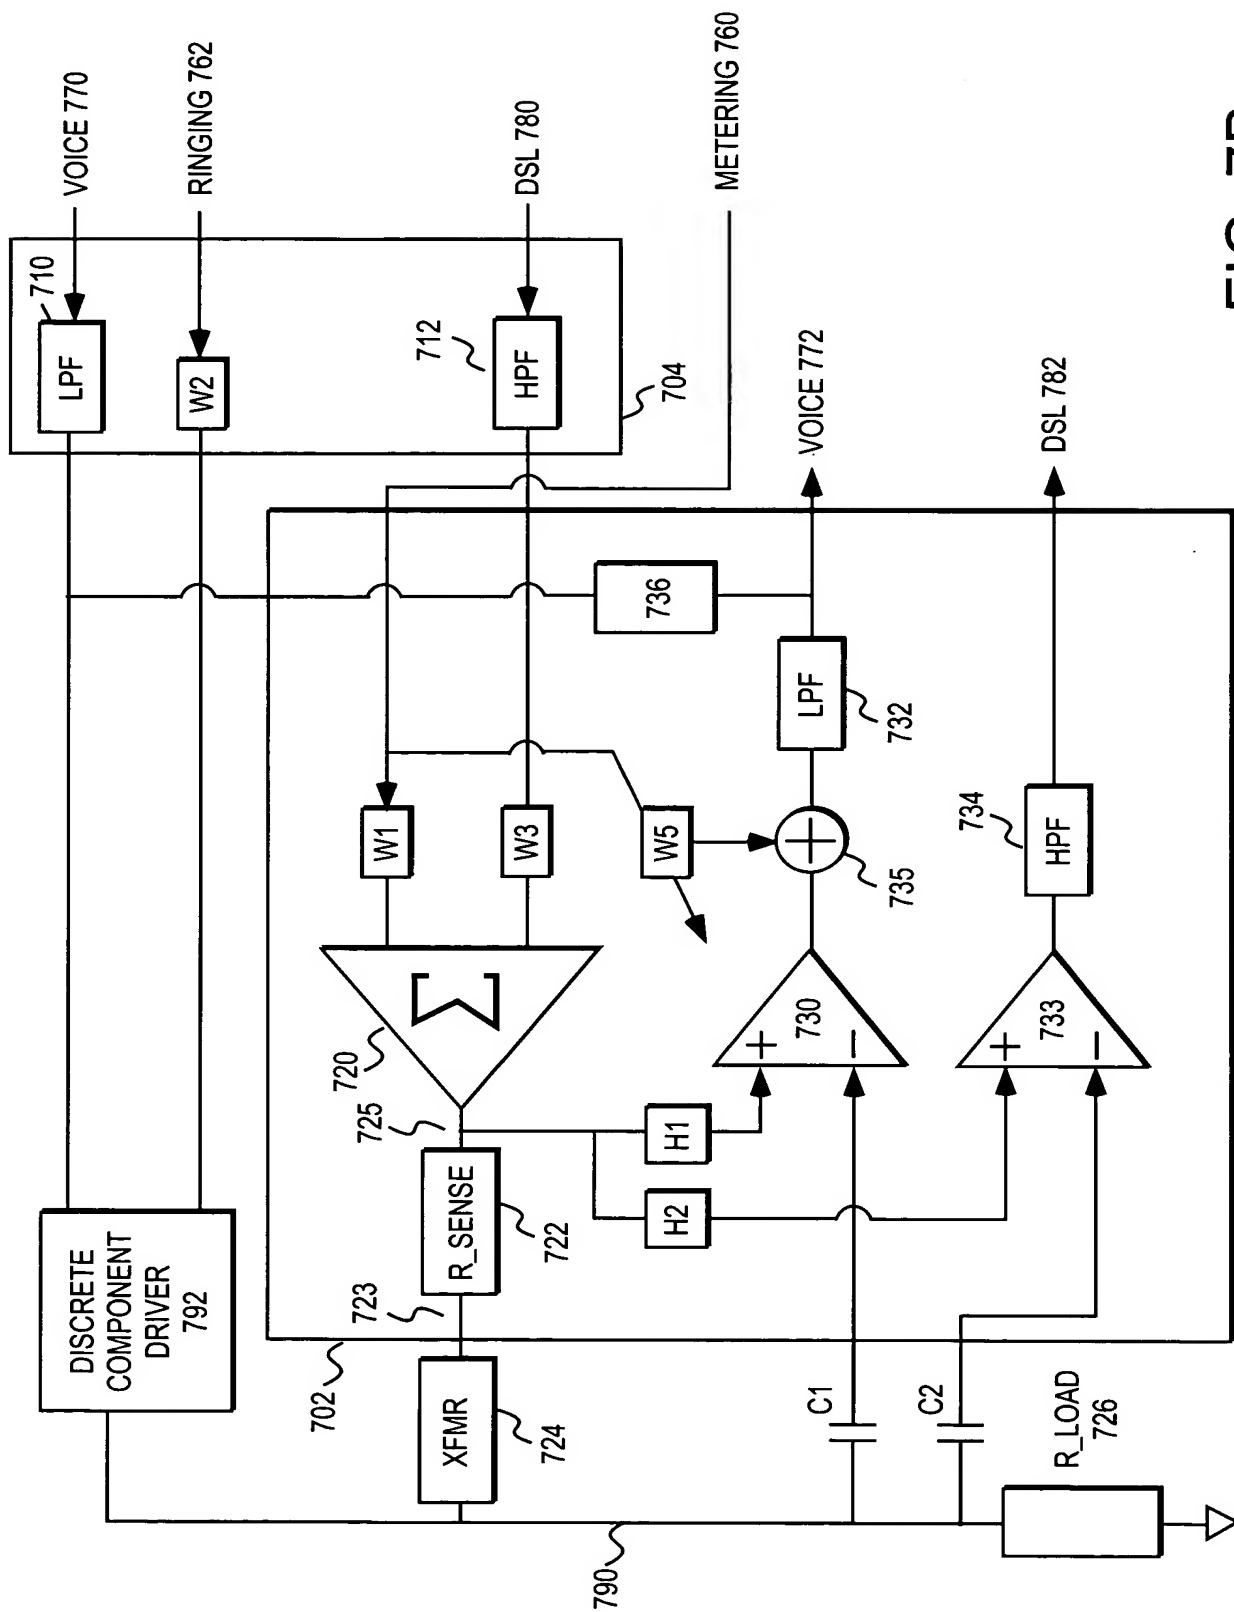 VOICE 770
RINGING 762
DSL 780
METERING 760
710
LPF
W2
712
HPF
704
DISCRETE
COMPONENT
DRIVER
792
702
XFMR
724
723
R_SENSE
722
725
720
Σ
W1
W3
736
W5
H1
H2
+
−
730
+
735
LPF
732
VOICE 772
+
−
733
734
HPF
DSL 782
790
C1
C2
R_LOAD
726